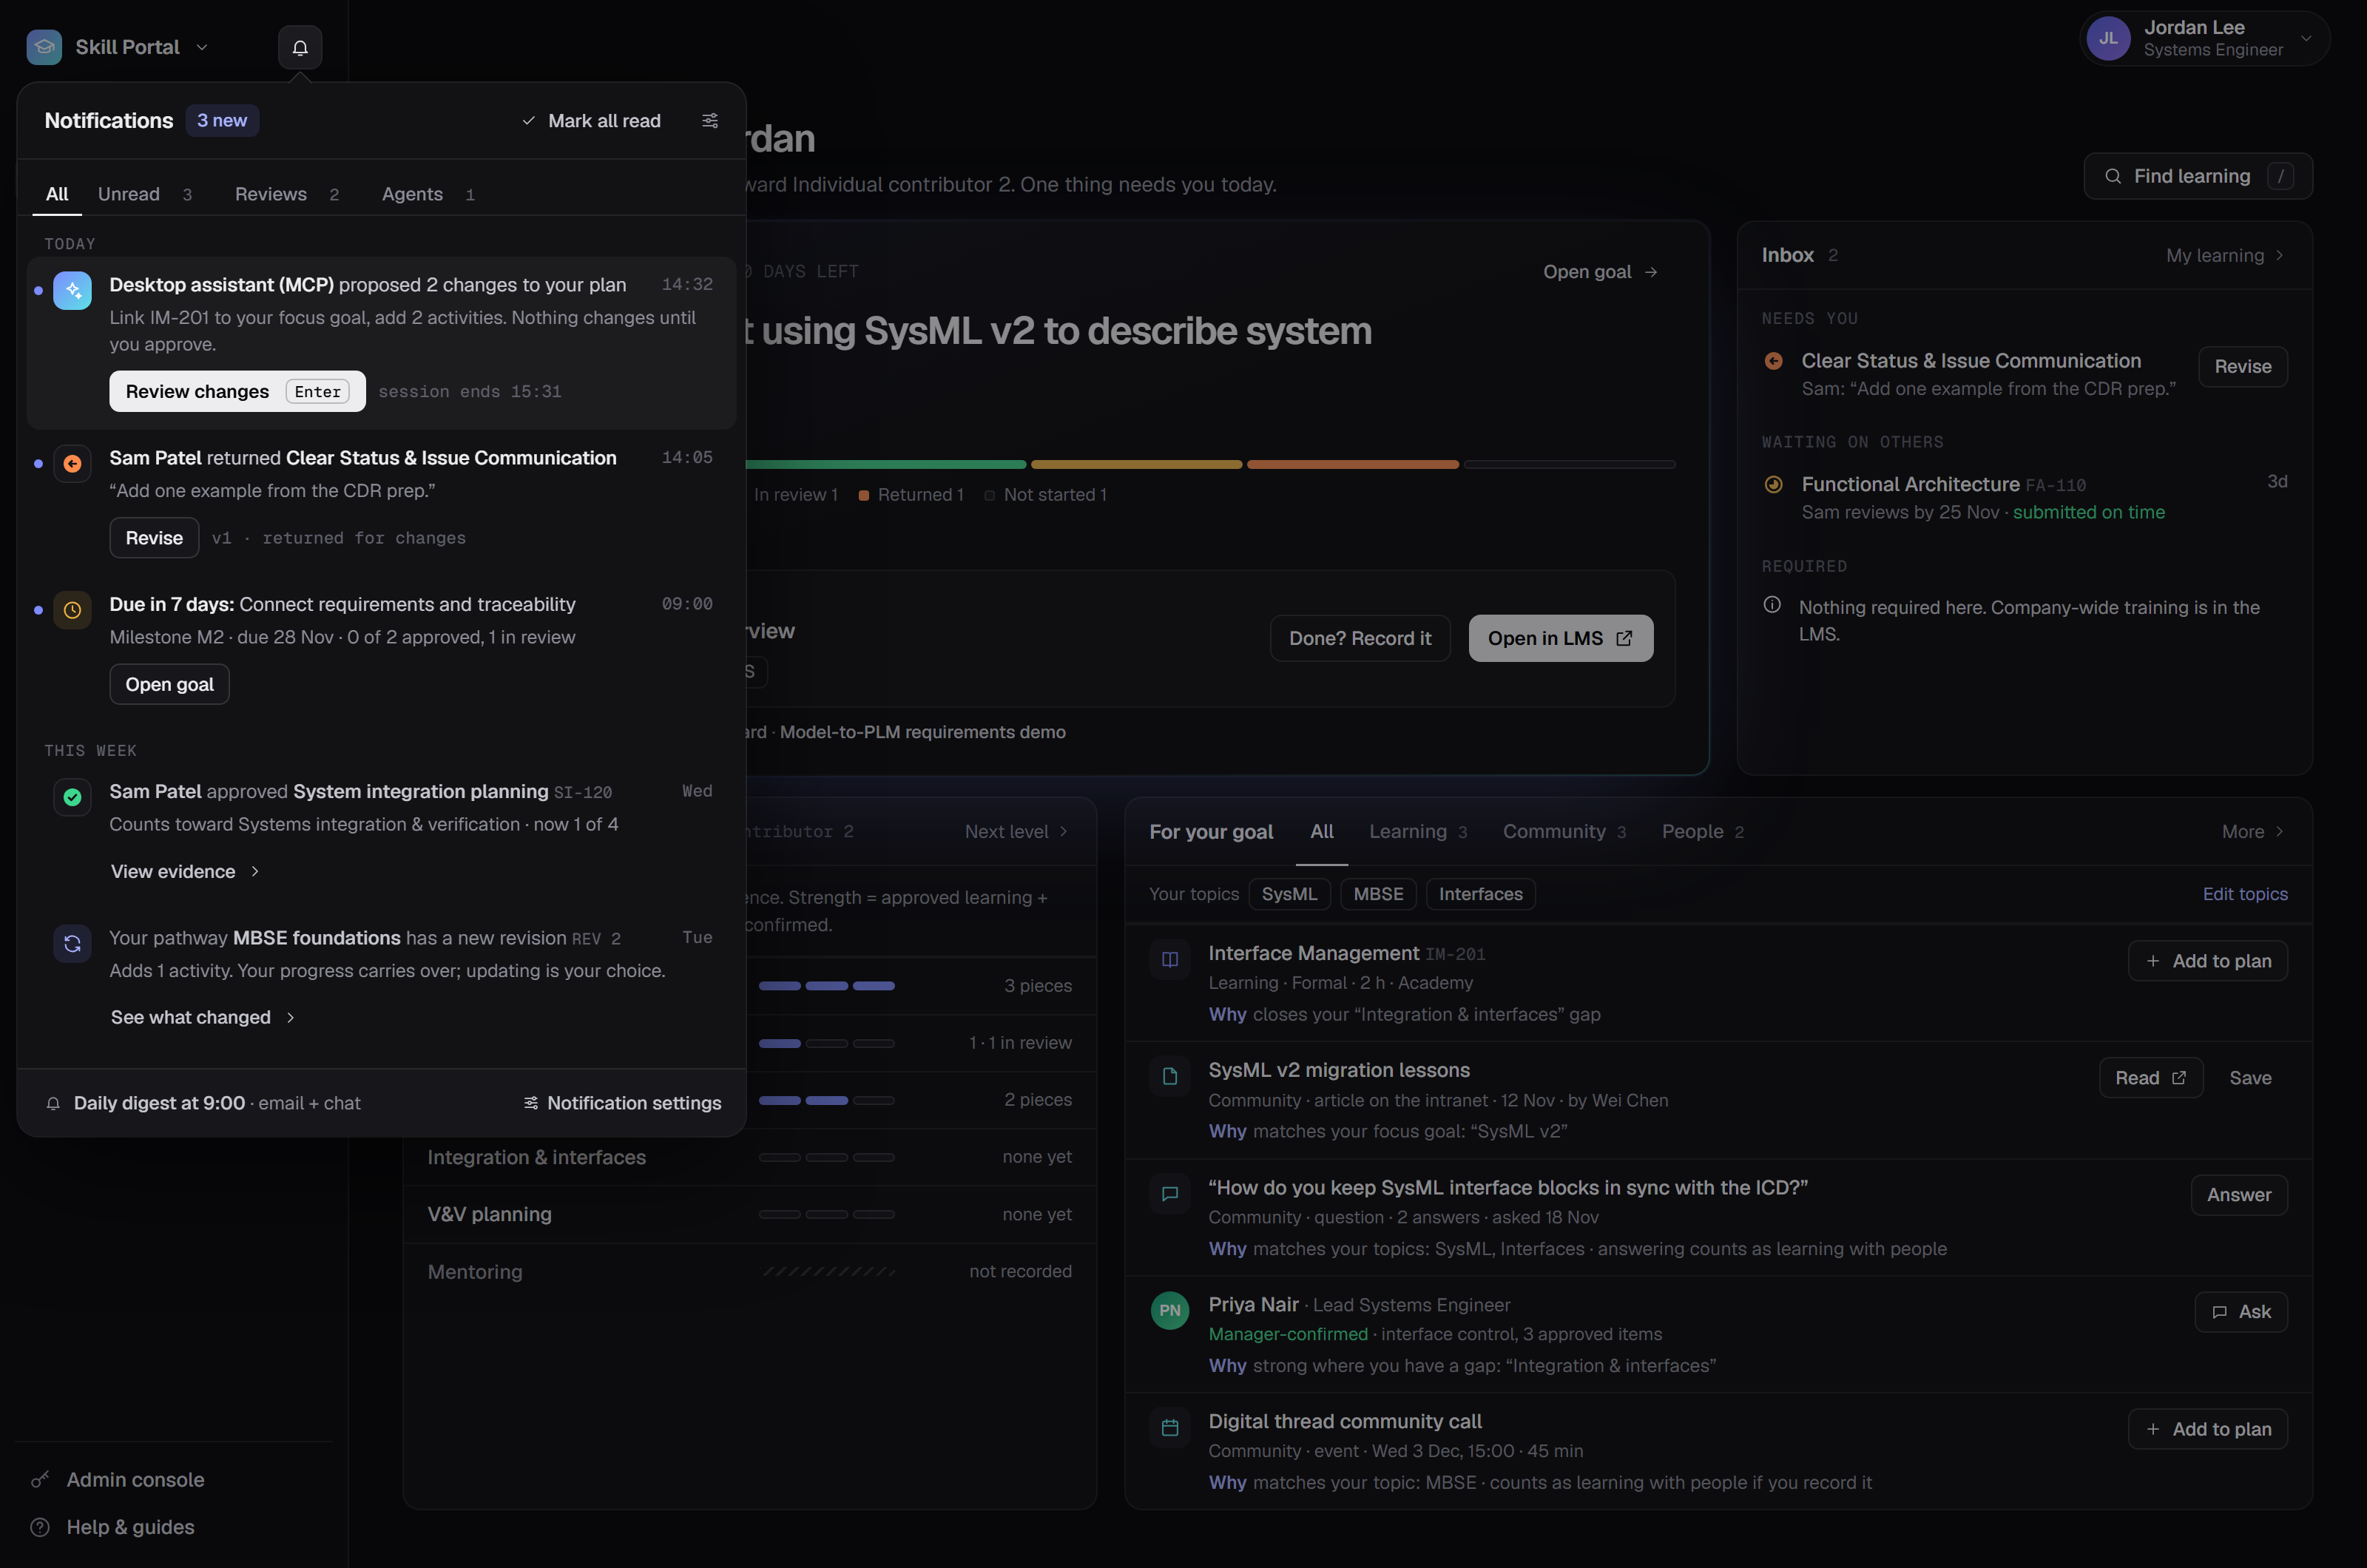 Skill Portal
JL
Jordan Lee
Systems Engineer
Notifications 3 new
Mark all read
All Unread 3 Reviews 2 Agents 1
TODAY
Desktop assistant (MCP) proposed 2 changes to your plan 14:32
Link IM-201 to your focus goal, add 2 activities. Nothing changes until
you approve.
Review changes Enter session ends 15:31
Sam Patel returned Clear Status & Issue Communication 14:05
“Add one example from the CDR prep.”
Revise v1 · returned for changes
Due in 7 days: Connect requirements and traceability 09:00
Milestone M2 · due 28 Nov · 0 of 2 approved, 1 in review
Open goal
THIS WEEK
Sam Patel approved System integration planning SI-120 Wed
Counts toward Systems integration & verification · now 1 of 4
View evidence
Your pathway MBSE foundations has a new revision REV 2 Tue
Adds 1 activity. Your progress carries over; updating is your choice.
See what changed
Daily digest at 9:00 · email + chat
Notification settings
Admin console
Help & guides
rdan
ward Individual contributor 2. One thing needs you today.
Find learning /
DAYS LEFT
Open goal
using SysML v2 to describe system
In review 1 Returned 1 Not started 1
rview
S
Done? Record it
Open in LMS
ard · Model-to-PLM requirements demo
Inbox 2
My learning
NEEDS YOU
Clear Status & Issue Communication
Sam: “Add one example from the CDR prep.”
Revise
WAITING ON OTHERS
Functional Architecture FA-110 3d
Sam reviews by 25 Nov · submitted on time
REQUIRED
Nothing required here. Company-wide training is in the
LMS.
ntributor 2
Next level
ence. Strength = approved learning +
confirmed.
3 pieces
1 · 1 in review
2 pieces
Integration & interfaces none yet
V&V planning none yet
Mentoring not recorded
For your goal All Learning 3 Community 3 People 2 More
Your topics SysML MBSE Interfaces Edit topics
Interface Management IM-201
Learning · Formal · 2 h · Academy
Why closes your “Integration & interfaces” gap
Add to plan
SysML v2 migration lessons
Community · article on the intranet · 12 Nov · by Wei Chen
Why matches your focus goal: “SysML v2”
Read Save
“How do you keep SysML interface blocks in sync with the ICD?”
Community · question · 2 answers · asked 18 Nov
Why matches your topics: SysML, Interfaces · answering counts as learning with people
Answer
PN
Priya Nair · Lead Systems Engineer
Manager-confirmed · interface control, 3 approved items
Why strong where you have a gap: “Integration & interfaces”
Ask
Digital thread community call
Community · event · Wed 3 Dec, 15:00 · 45 min
Why matches your topic: MBSE · counts as learning with people if you record it
Add to plan